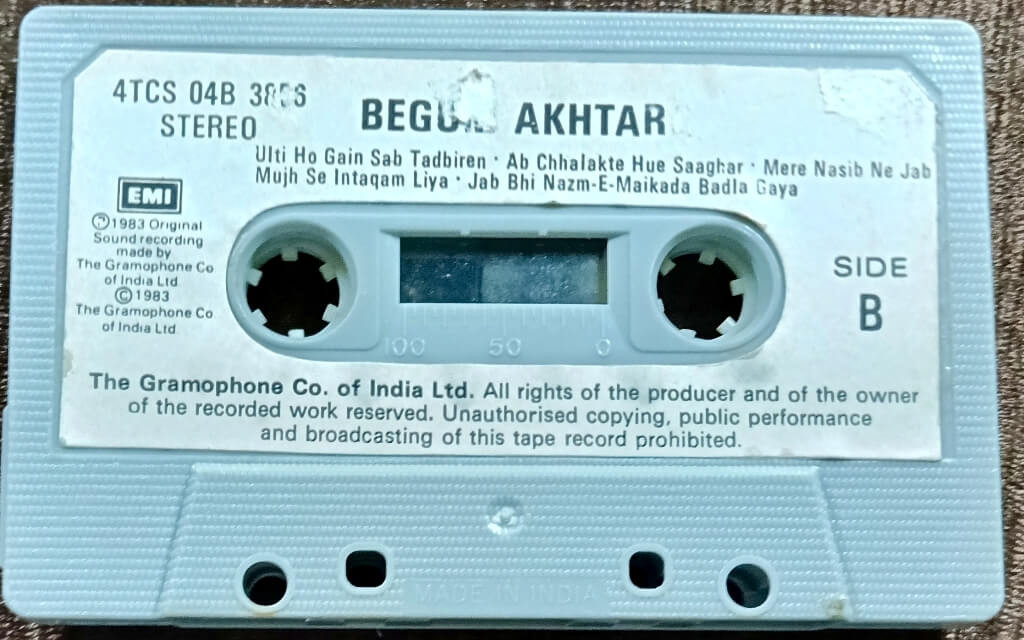 4TCS 04B
STEREO
AKHTAR
Ulti Ho Gain Sab Tadbiren · Ab Chhalakte Hue Saaghar · Mere Nasib Ne Jab
Mujh Se Intaqam Liya · Jab Bhi Nazm-E-Maikada Badla Gaya
EMI
Ⓟ1983 Original
Sound recording
made by
The Gramophone Co
of India Ltd.
©1983
The Gramophone Co
of India Ltd
SIDE
B
100 50 0
The Gramophone Co. of India Ltd. All rights of the producer and of the owner
of the recorded work reserved. Unauthorised copying, public performance
and broadcasting of this tape record prohibited.
MADE IN INDIA